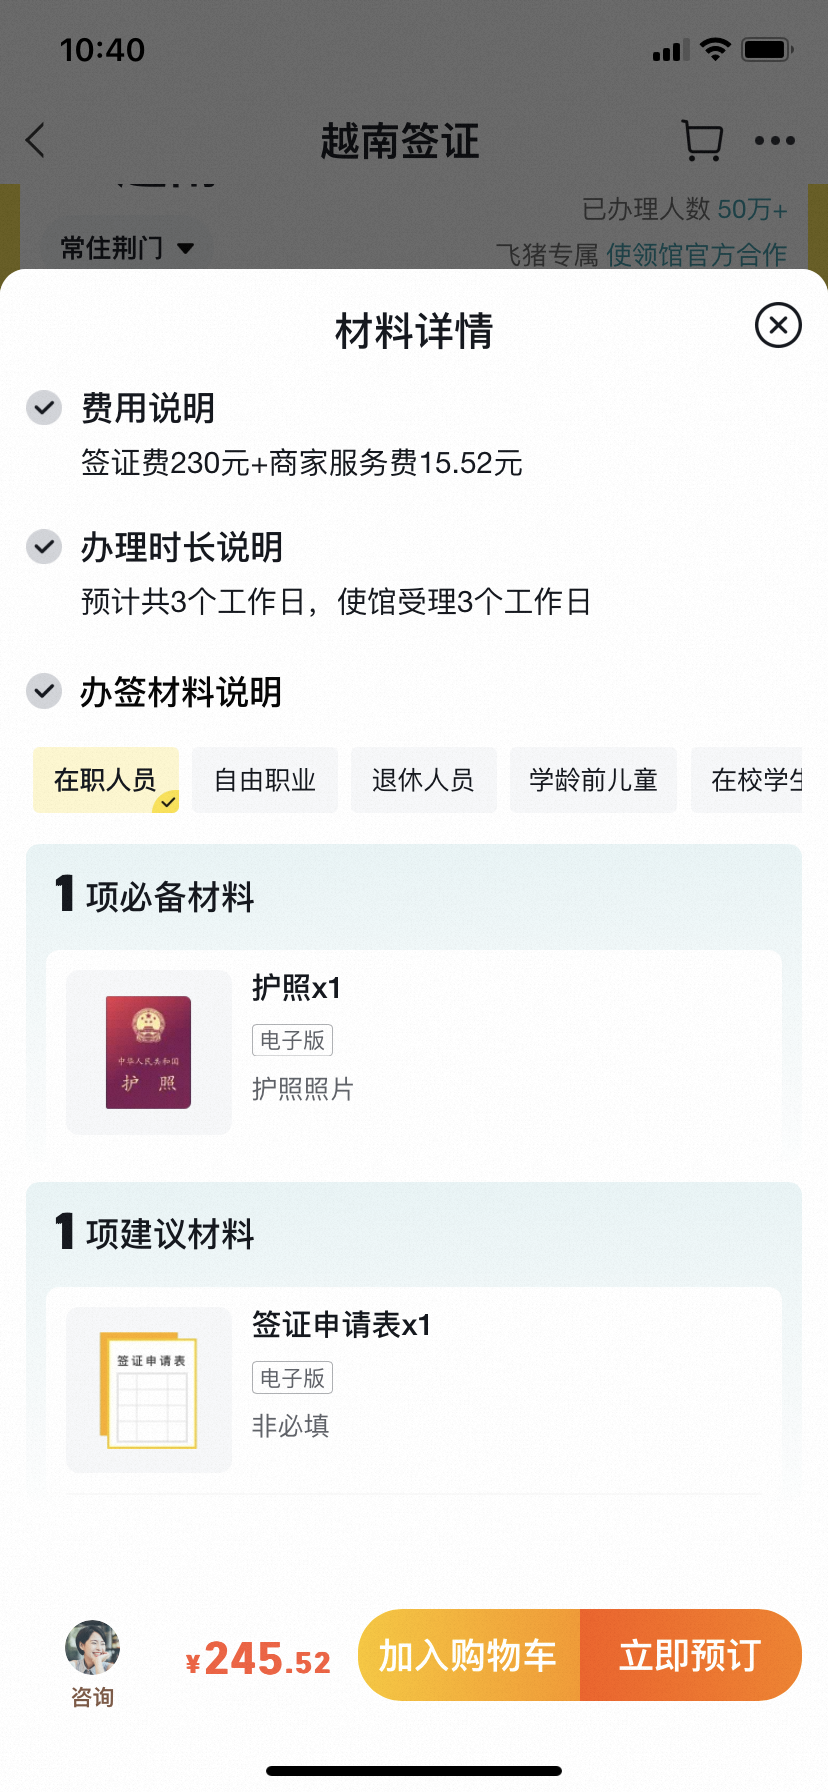 10:40
越南签证
已办理人数 50万+
常住荆门
飞猪专属 使领馆官方合作
材料详情
费用说明
签证费230元+商家服务费15.52元
办理时长说明
预计共3个工作日，使馆受理3个工作日
办签材料说明
在职人员
自由职业
退休人员
学龄前儿童
在校学生
1 项必备材料
护照x1
电子版
护照照片
中华人民共和国
护 照
1 项建议材料
签证申请表x1
电子版
非必填
签证申请表
咨询
¥245.52
加入购物车
立即预订